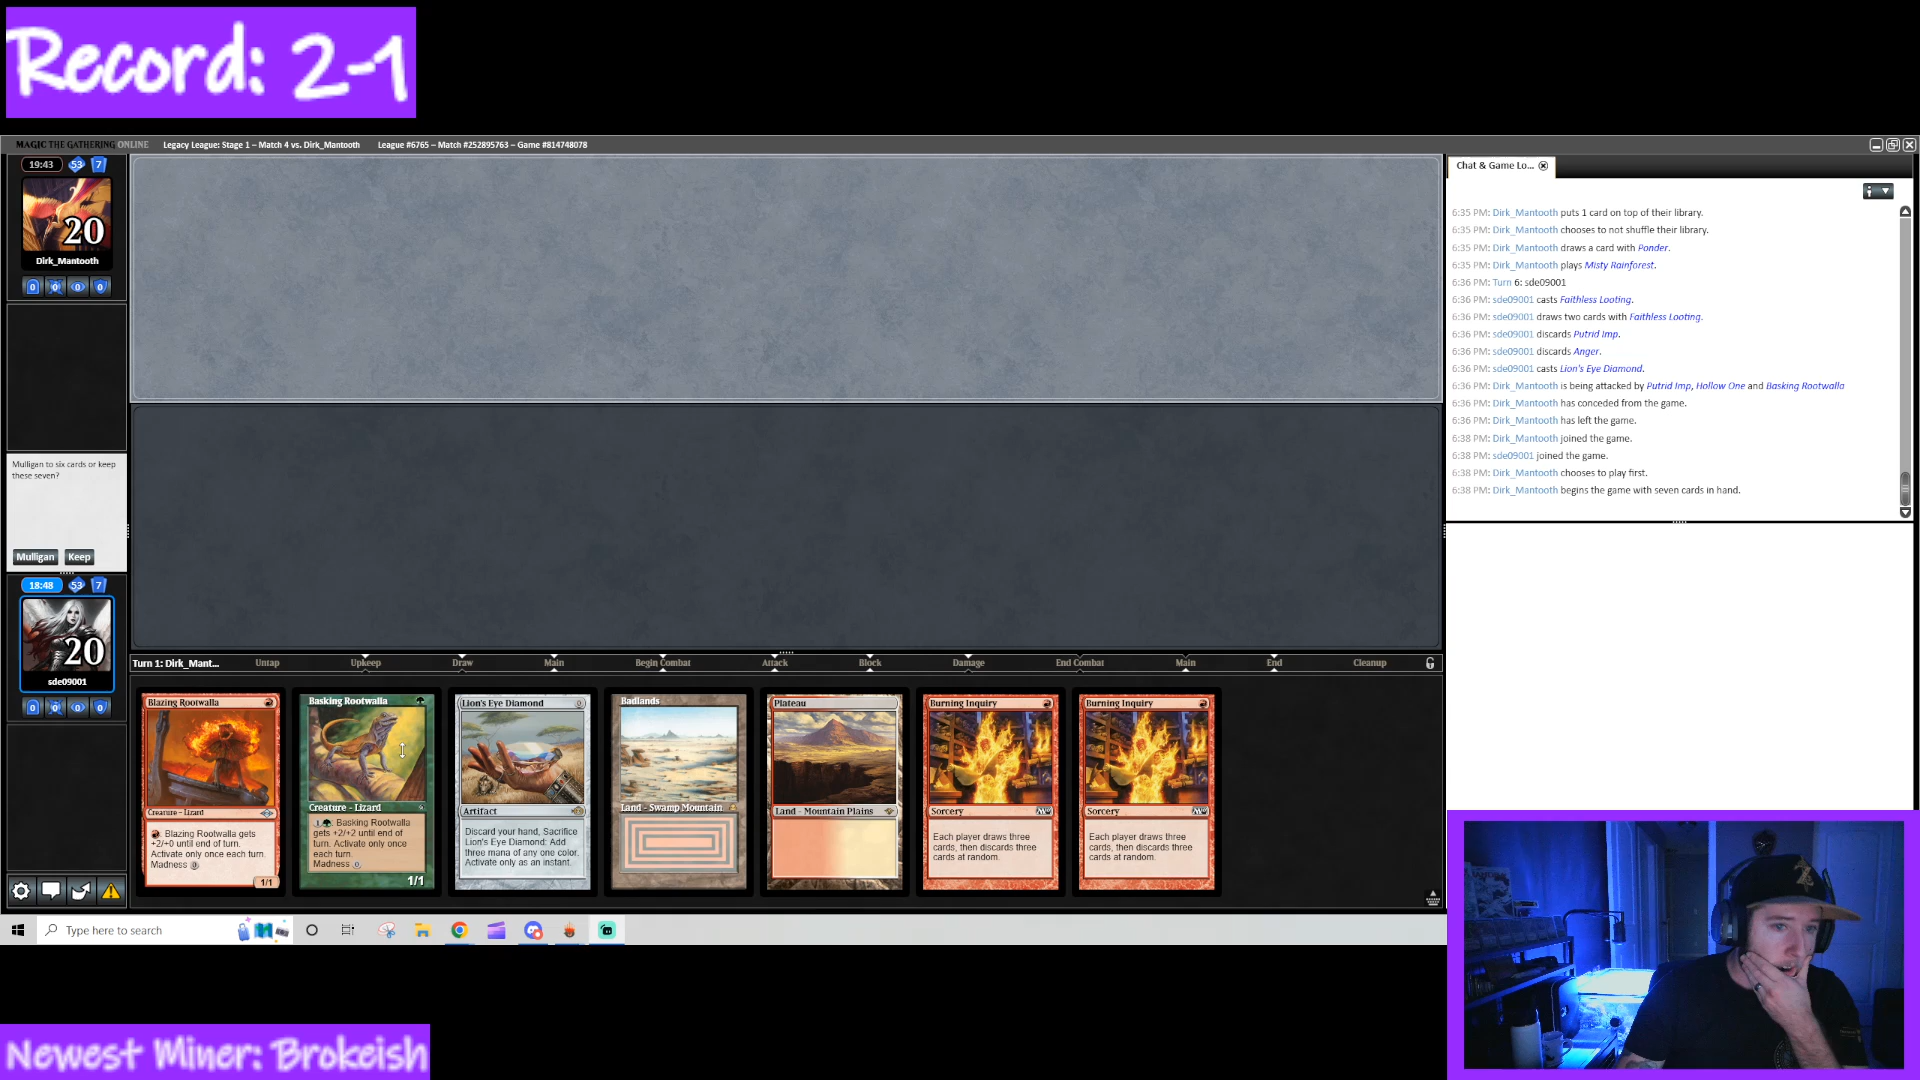 Record: 2-1
MAGIC THE GATHERING ONLINE
Legacy League: Stage 1 – Match 4 vs. Dirk_Mantooth
League #6765 – Match #252895763 – Game #814748078
19:43
53
7
20
Dirk_Mantooth
0 0 0 0
Mulligan to six cards or keep
these seven?
Mulligan
Keep
18:48
53
7
20
sde09001
0 0 0 0
Turn 1: Dirk_Mant...
Untap
Upkeep
Draw
Main
Begin Combat
Attack
Block
Damage
End Combat
Main
End
Cleanup
Blazing Rootwalla
Creature – Lizard
: Blazing Rootwalla gets
+2/+0 until end of turn.
Activate only once each turn.
Madness 0
1/1
Basking Rootwalla
Creature - Lizard
1: Basking Rootwalla
gets +2/+2 until end of
turn. Activate only once
each turn.
Madness 0
1/1
Lion's Eye Diamond
0
Artifact
Discard your hand, Sacrifice
Lion's Eye Diamond: Add
three mana of any one color.
Activate only as an instant.
Badlands
Land - Swamp Mountain
Plateau
Land - Mountain Plains
Burning Inquiry
Sorcery
Each player draws three
cards, then discards three
cards at random.
Burning Inquiry
Sorcery
Each player draws three
cards, then discards three
cards at random.
Chat & Game Lo...
6:35 PM: Dirk_Mantooth puts 1 card on top of their library.
6:35 PM: Dirk_Mantooth chooses to not shuffle their library.
6:35 PM: Dirk_Mantooth draws a card with Ponder.
6:35 PM: Dirk_Mantooth plays Misty Rainforest.
6:36 PM: Turn 6: sde09001
6:36 PM: sde09001 casts Faithless Looting.
6:36 PM: sde09001 draws two cards with Faithless Looting.
6:36 PM: sde09001 discards Putrid Imp.
6:36 PM: sde09001 discards Anger.
6:36 PM: sde09001 casts Lion's Eye Diamond.
6:36 PM: Dirk_Mantooth is being attacked by Putrid Imp, Hollow One and Basking Rootwalla
6:36 PM: Dirk_Mantooth has conceded from the game.
6:36 PM: Dirk_Mantooth has left the game.
6:38 PM: Dirk_Mantooth joined the game.
6:38 PM: sde09001 joined the game.
6:38 PM: Dirk_Mantooth chooses to play first.
6:38 PM: Dirk_Mantooth begins the game with seven cards in hand.
Type here to search
Newest Miner: Brokeish